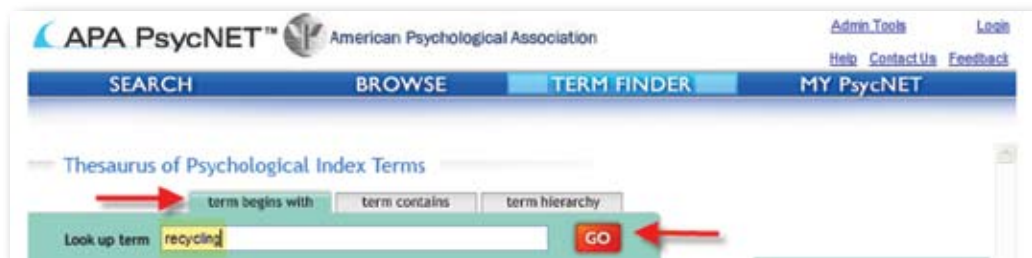 APA PsycNET™ American Psychological Association Admin Tools Login
Help Contact Us Feedback
SEARCH BROWSE TERM FINDER MY PsycNET
Thesaurus of Psychological Index Terms
term begins with term contains term hierarchy
Look up term recycling GO